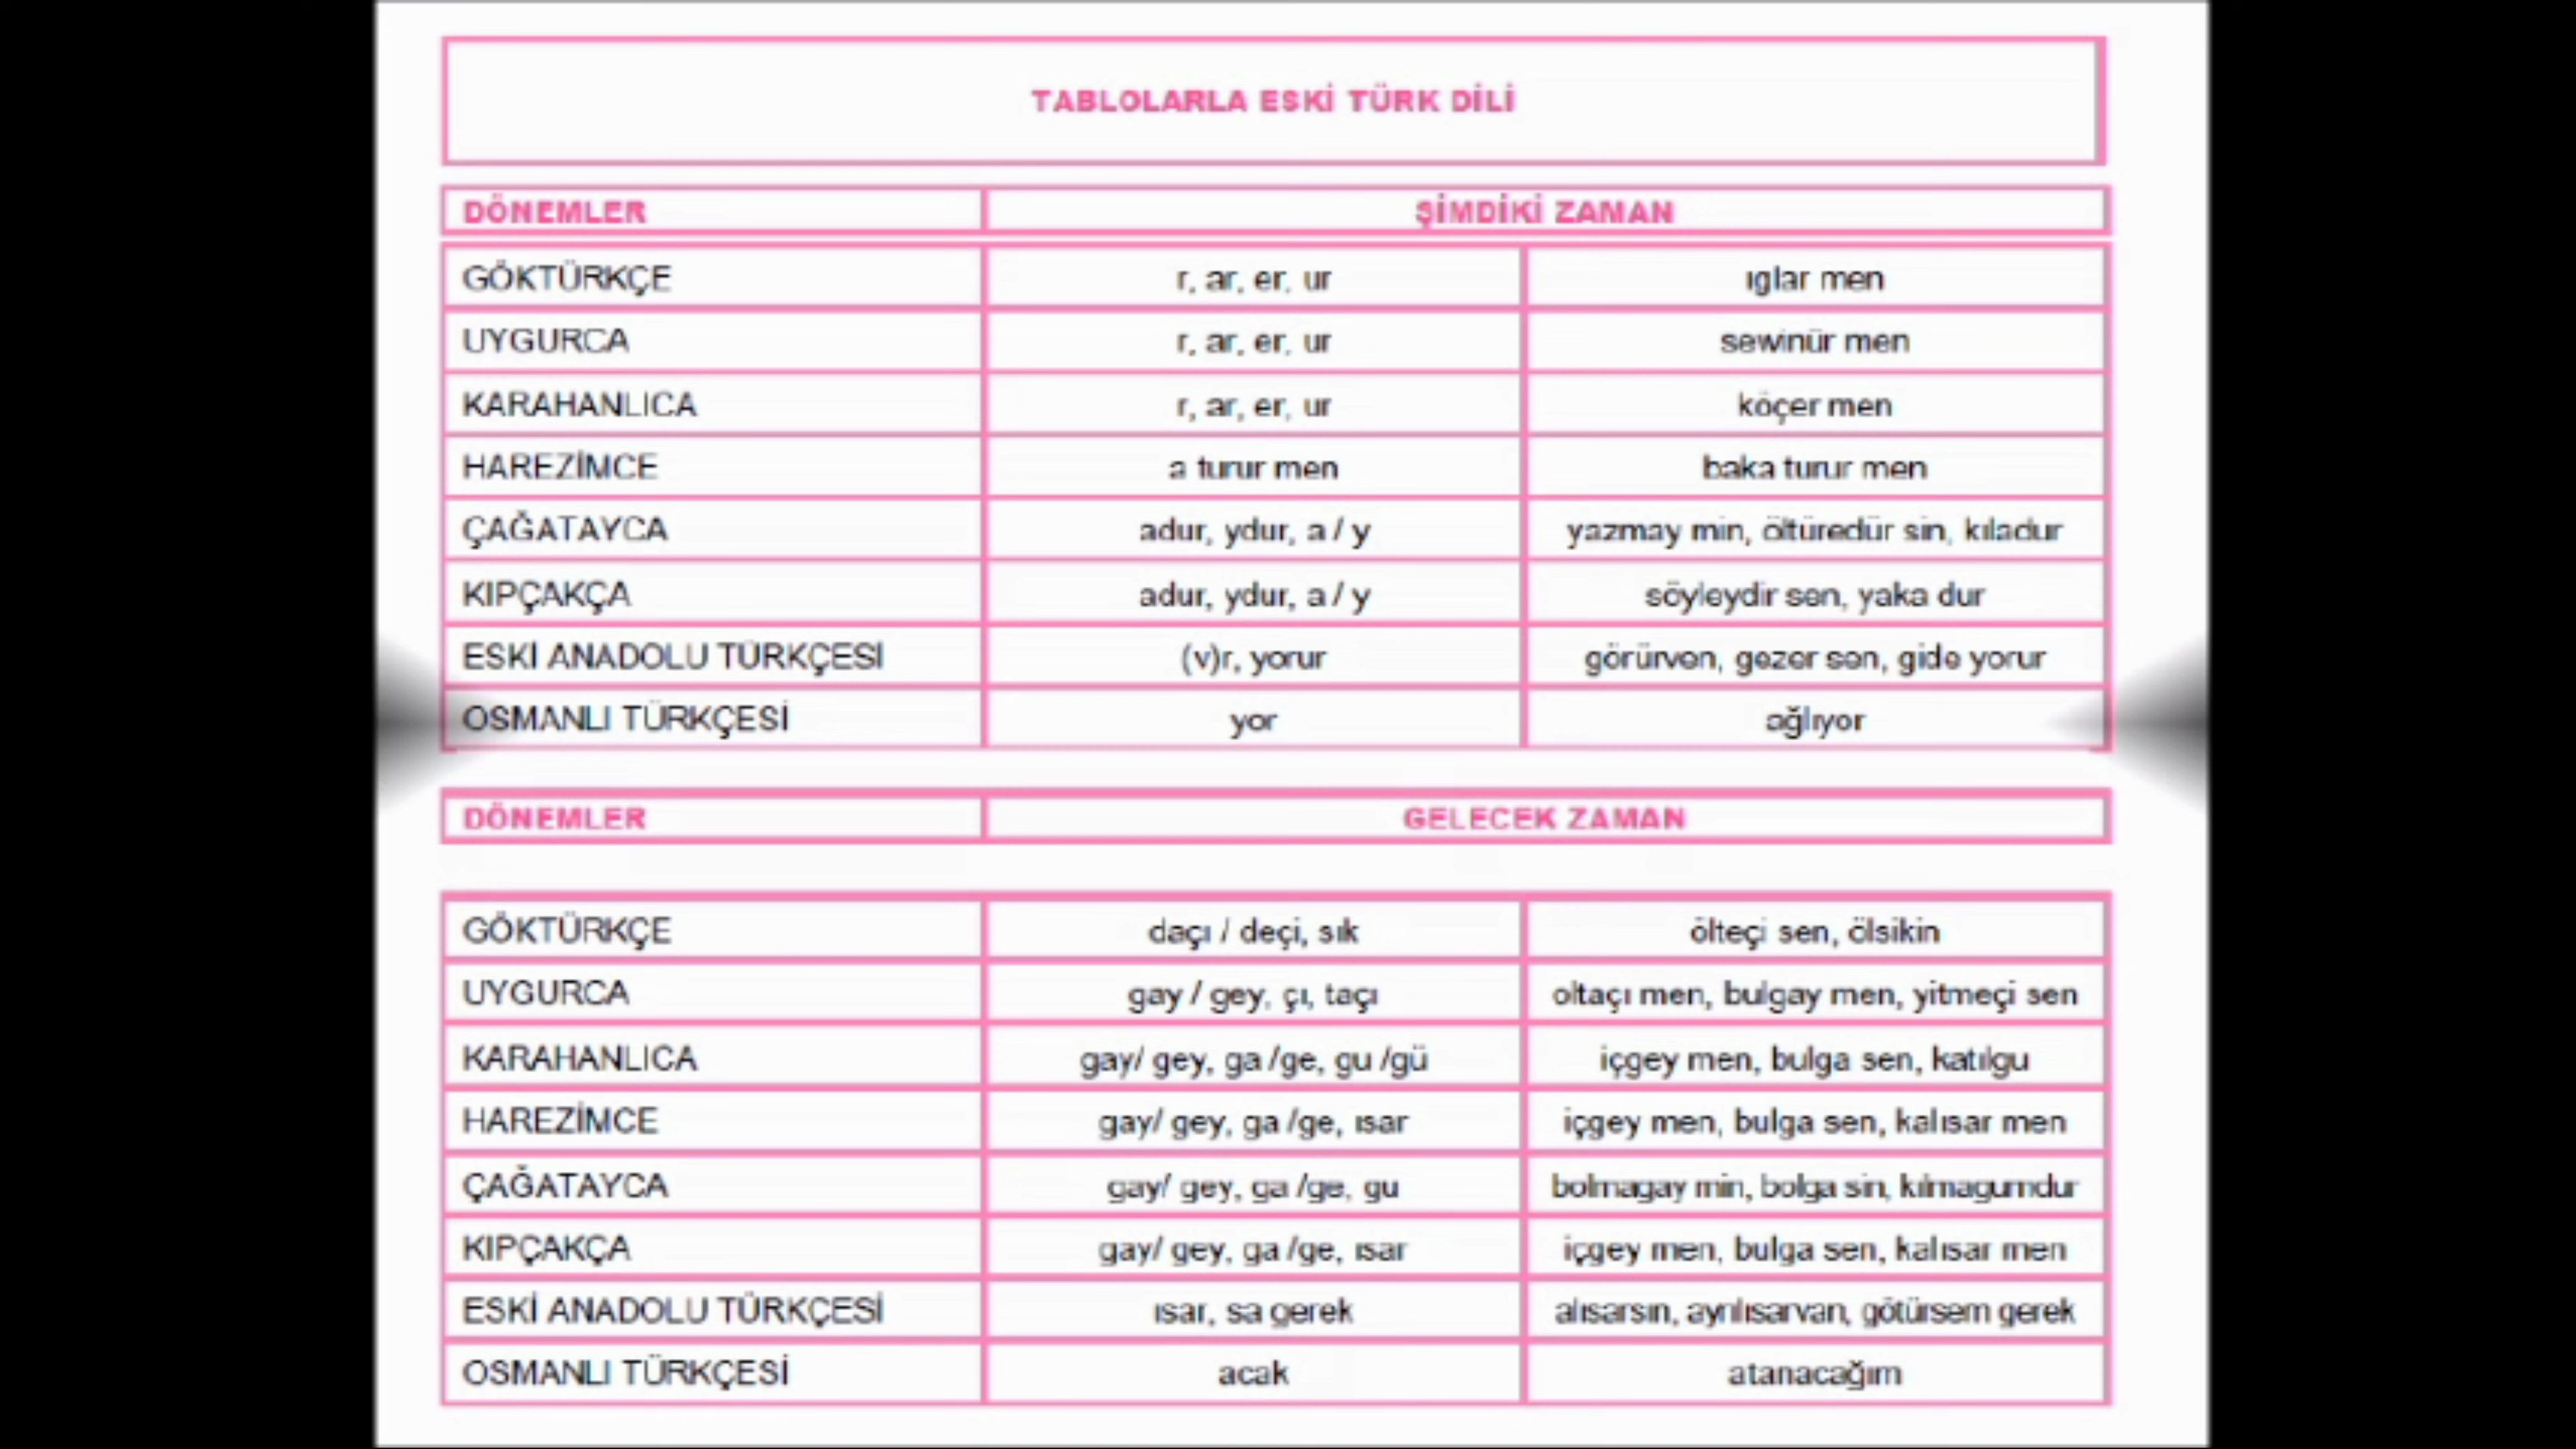 TABLOLARLA ESKİ TÜRK DİLİ
DÖNEMLER ŞİMDİKİ ZAMAN
GÖKTÜRKÇE r, ar, er, ur ıglar men
UYGURCA r, ar, er, ur sewinür men
KARAHANLICA r, ar, er, ur köçer men
HAREZİMCE a turur men baka turur men
ÇAĞATAYCA adur, ydur, a / y yazmay min, öltüredür sin, kıladur
KIPÇAKÇA adur, ydur, a / y söyleydir sen, yaka dur
ESKİ ANADOLU TÜRKÇESİ (v)r, yorur görürven, gezer sen, gide yorur
OSMANLI TÜRKÇESİ yor ağlıyor
DÖNEMLER GELECEK ZAMAN
GÖKTÜRKÇE daçı / deçi, sık ölteçi sen, ölsikin
UYGURCA gay / gey, çı, taçı oltaçı men, bulgay men, yitmeçi sen
KARAHANLICA gay/ gey, ga /ge, gu /gü içgey men, bulga sen, katılgu
HAREZİMCE gay/ gey, ga /ge, ısar içgey men, bulga sen, kalısar men
ÇAĞATAYCA gay/ gey, ga /ge, gu bolmagay min, bolga sin, kılmagumdur
KIPÇAKÇA gay/ gey, ga /ge, ısar içgey men, bulga sen, kalısar men
ESKİ ANADOLU TÜRKÇESİ ısar, sa gerek alısarsın, ayrılısarvan, götürsem gerek
OSMANLI TÜRKÇESİ acak atanacağım